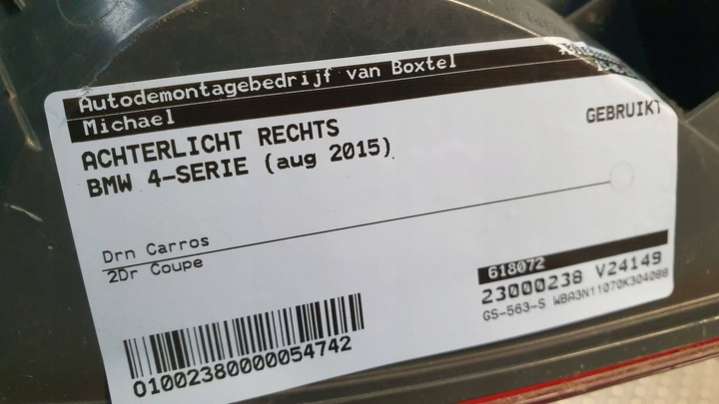 Autodemontagebedrijf van Boxtel
Michael
ACHTERLICHT RECHTS
GEBRUIKT
BMW 4-SERIE (aug 2015)
Drn Carros
2Dr Coupe
618072
23000238 V24149
GS-563-S WBA3N11070K304088
01002380000054742